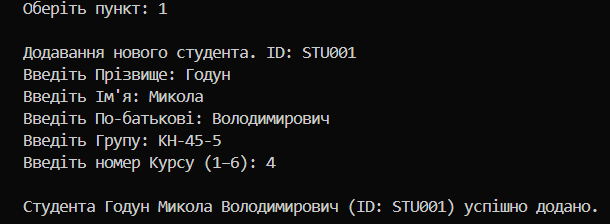 Оберіть пункт: 1
Додавання нового студента. ID: STU001
Введіть Прізвище: Годун
Введіть Ім'я: Микола
Введіть По-батькові: Володимирович
Введіть Групу: КН-45-5
Введіть номер Курсу (1–6): 4
Студента Годун Микола Володимирович (ID: STU001) успішно додано.